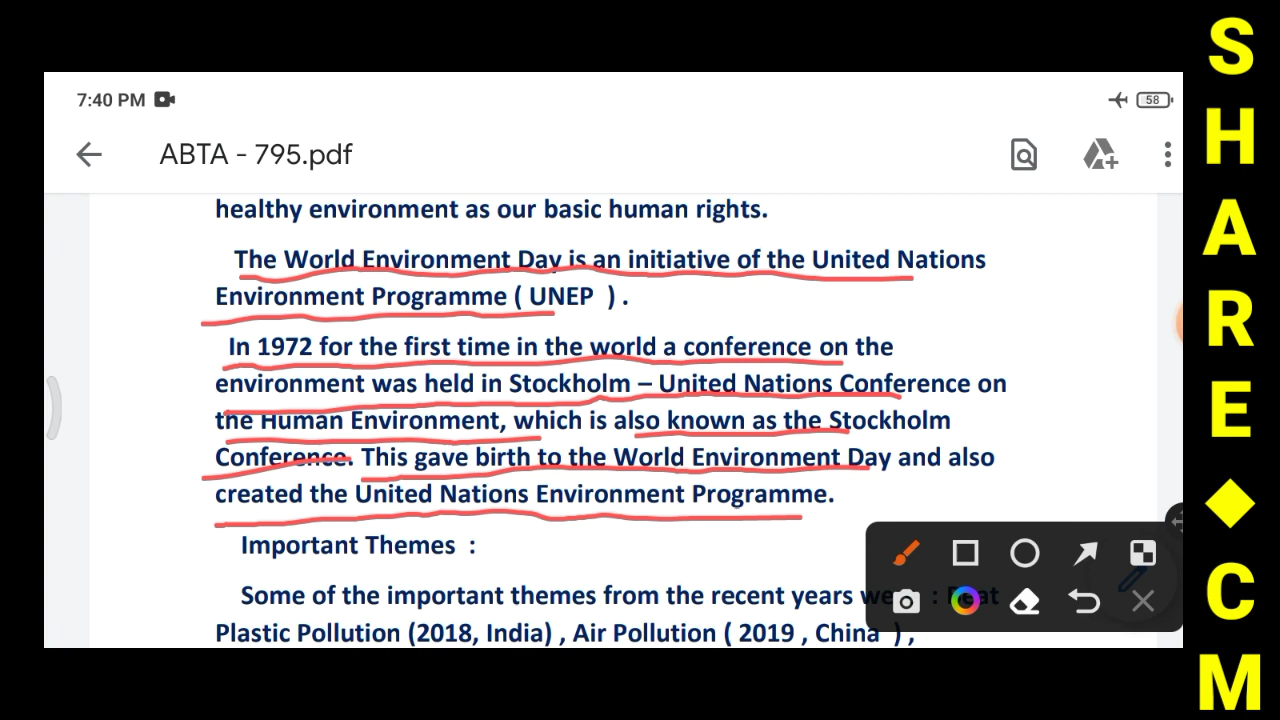 7:40 PM
58
ABTA - 795.pdf
healthy environment as our basic human rights.
The World Environment Day is an initiative of the United Nations
Environment Programme ( UNEP ) .
In 1972 for the first time in the world a conference on the
environment was held in Stockholm – United Nations Conference on
the Human Environment, which is also known as the Stockholm
Conference. This gave birth to the World Environment Day and also
created the United Nations Environment Programme.
Important Themes :
Some of the important themes from the recent years were : Beat
Plastic Pollution (2018, India) , Air Pollution ( 2019 , China ) ,
SHARE◆CM